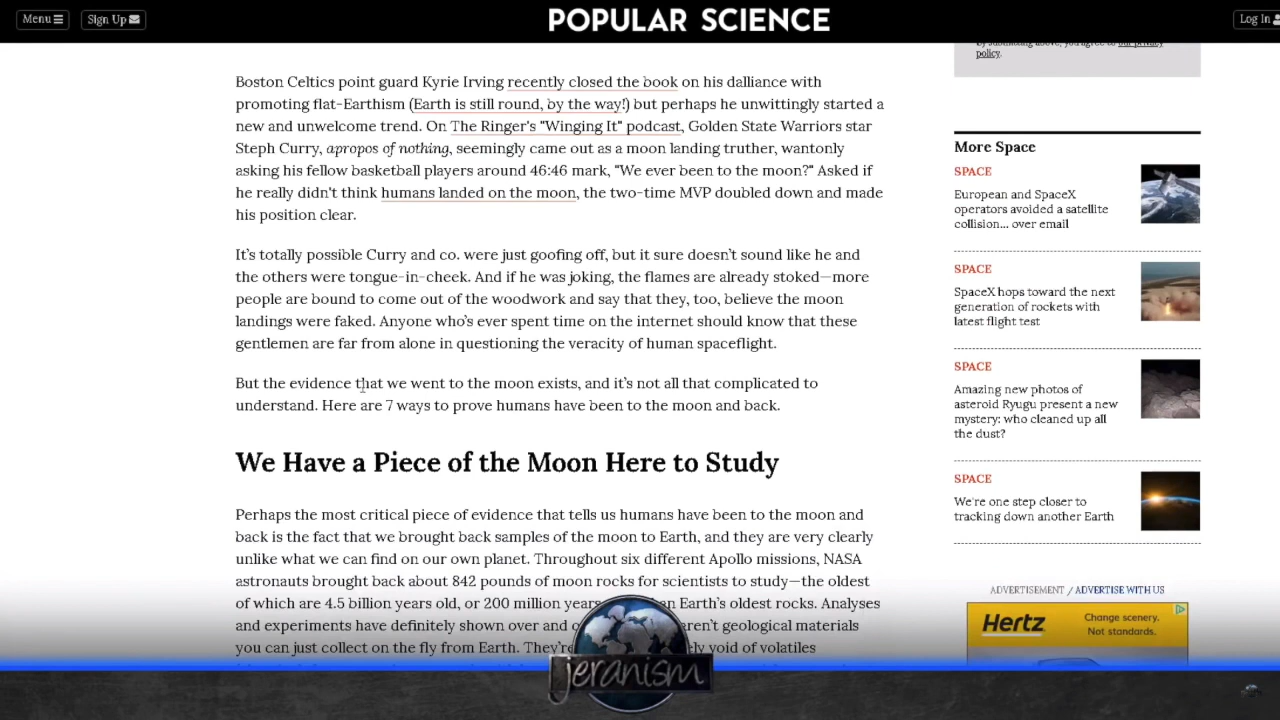 Menu
Sign Up
POPULAR SCIENCE
Log In
Boston Celtics point guard Kyrie Irving recently closed the book on his dalliance with
promoting flat-Earthism (Earth is still round, by the way!) but perhaps he unwittingly started a
new and unwelcome trend. On The Ringer's "Winging It" podcast, Golden State Warriors star
Steph Curry, apropos of nothing, seemingly came out as a moon landing truther, wantonly
asking his fellow basketball players around 46:46 mark, "We ever been to the moon?" Asked if
he really didn't think humans landed on the moon, the two-time MVP doubled down and made
his position clear.
It's totally possible Curry and co. were just goofing off, but it sure doesn't sound like he and
the others were tongue-in-cheek. And if he was joking, the flames are already stoked—more
people are bound to come out of the woodwork and say that they, too, believe the moon
landings were faked. Anyone who's ever spent time on the internet should know that these
gentlemen are far from alone in questioning the veracity of human spaceflight.
But the evidence that we went to the moon exists, and it's not all that complicated to
understand. Here are 7 ways to prove humans have been to the moon and back.
We Have a Piece of the Moon Here to Study
Perhaps the most critical piece of evidence that tells us humans have been to the moon and
back is the fact that we brought back samples of the moon to Earth, and they are very clearly
unlike what we can find on our own planet. Throughout six different Apollo missions, NASA
astronauts brought back about 842 pounds of moon rocks for scientists to study—the oldest
of which are 4.5 billion years old, or 200 million years Earth's oldest rocks. Analyses
and experiments have definitely shown over and geological materials
you can just collect on the fly from Earth. void of volatiles
by submitting above, you agree to our privacy
policy.
More Space
SPACE
European and SpaceX
operators avoided a satellite
collision... over email
SPACE
SpaceX hops toward the next
generation of rockets with
latest flight test
SPACE
Amazing new photos of
asteroid Ryugu present a new
mystery: who cleaned up all
the dust?
SPACE
We're one step closer to
tracking down another Earth
ADVERTISEMENT / ADVERTISE WITH US
Hertz
Change scenery.
Not standards.
jeranism